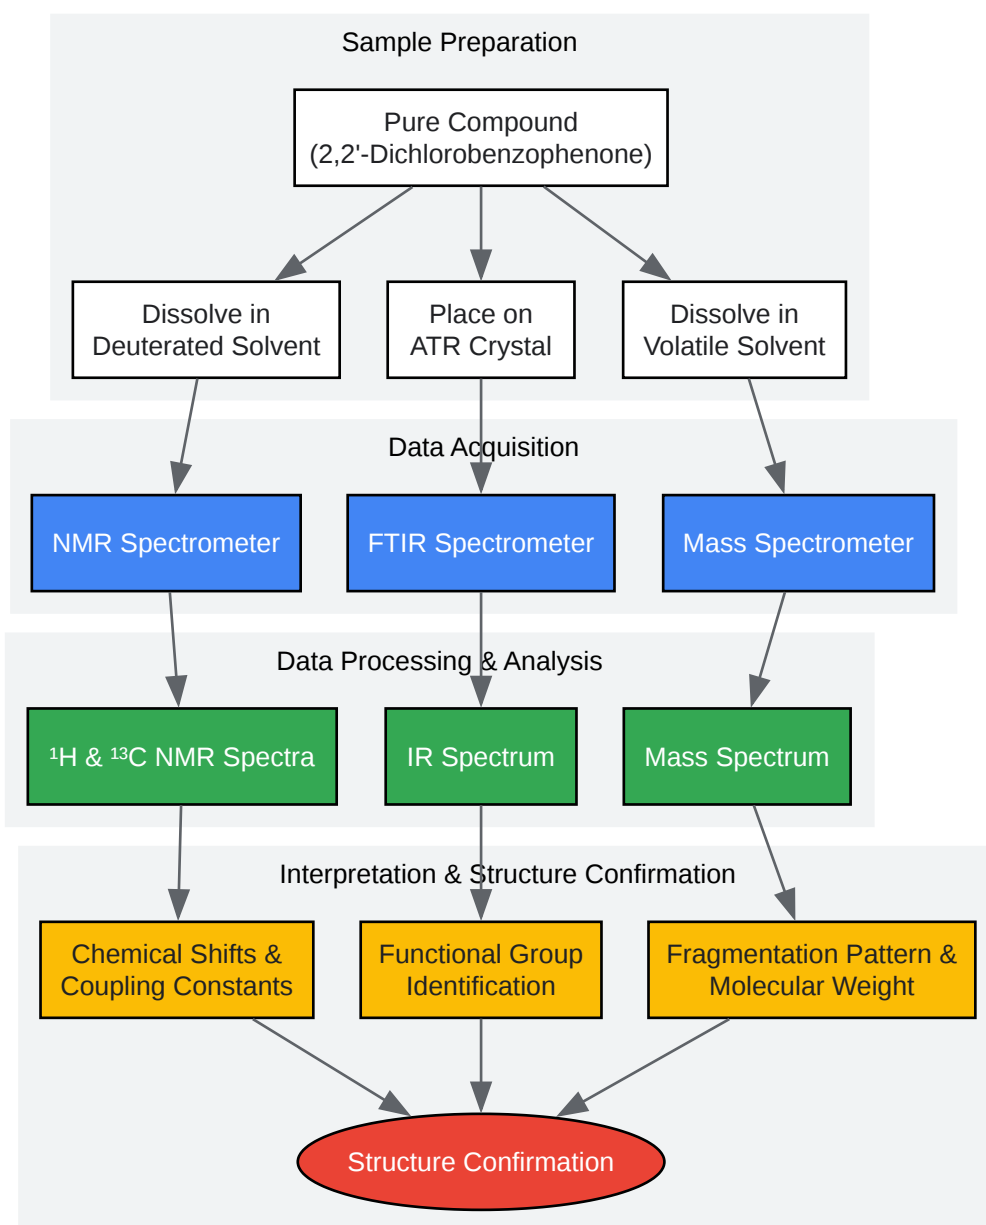 Sample Preparation
Pure Compound
(2,2'-Dichlorobenzophenone)
Dissolve in
Deuterated Solvent
Place on
ATR Crystal
Dissolve in
Volatile Solvent
Data Acquisition
NMR Spectrometer
FTIR Spectrometer
Mass Spectrometer
Data Processing & Analysis
¹H & ¹³C NMR Spectra
IR Spectrum
Mass Spectrum
Interpretation & Structure Confirmation
Chemical Shifts &
Coupling Constants
Functional Group
Identification
Fragmentation Pattern &
Molecular Weight
Structure Confirmation